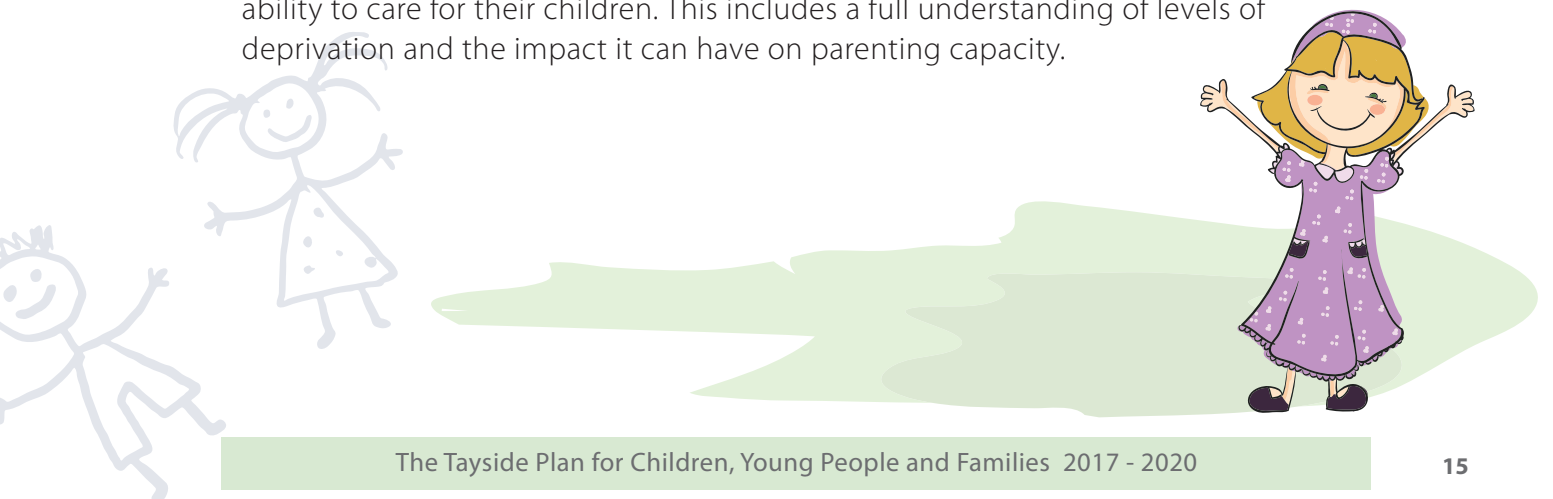 ability to care for their children. This includes a full understanding of levels of
deprivation and the impact it can have on parenting capacity.
The Tayside Plan for Children, Young People and Families 2017 - 2020
15